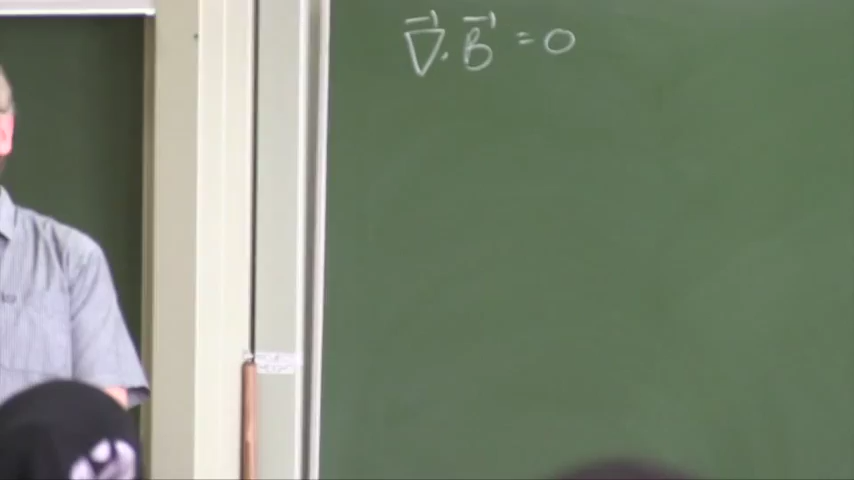 ∇⃗ · B⃗ = 0